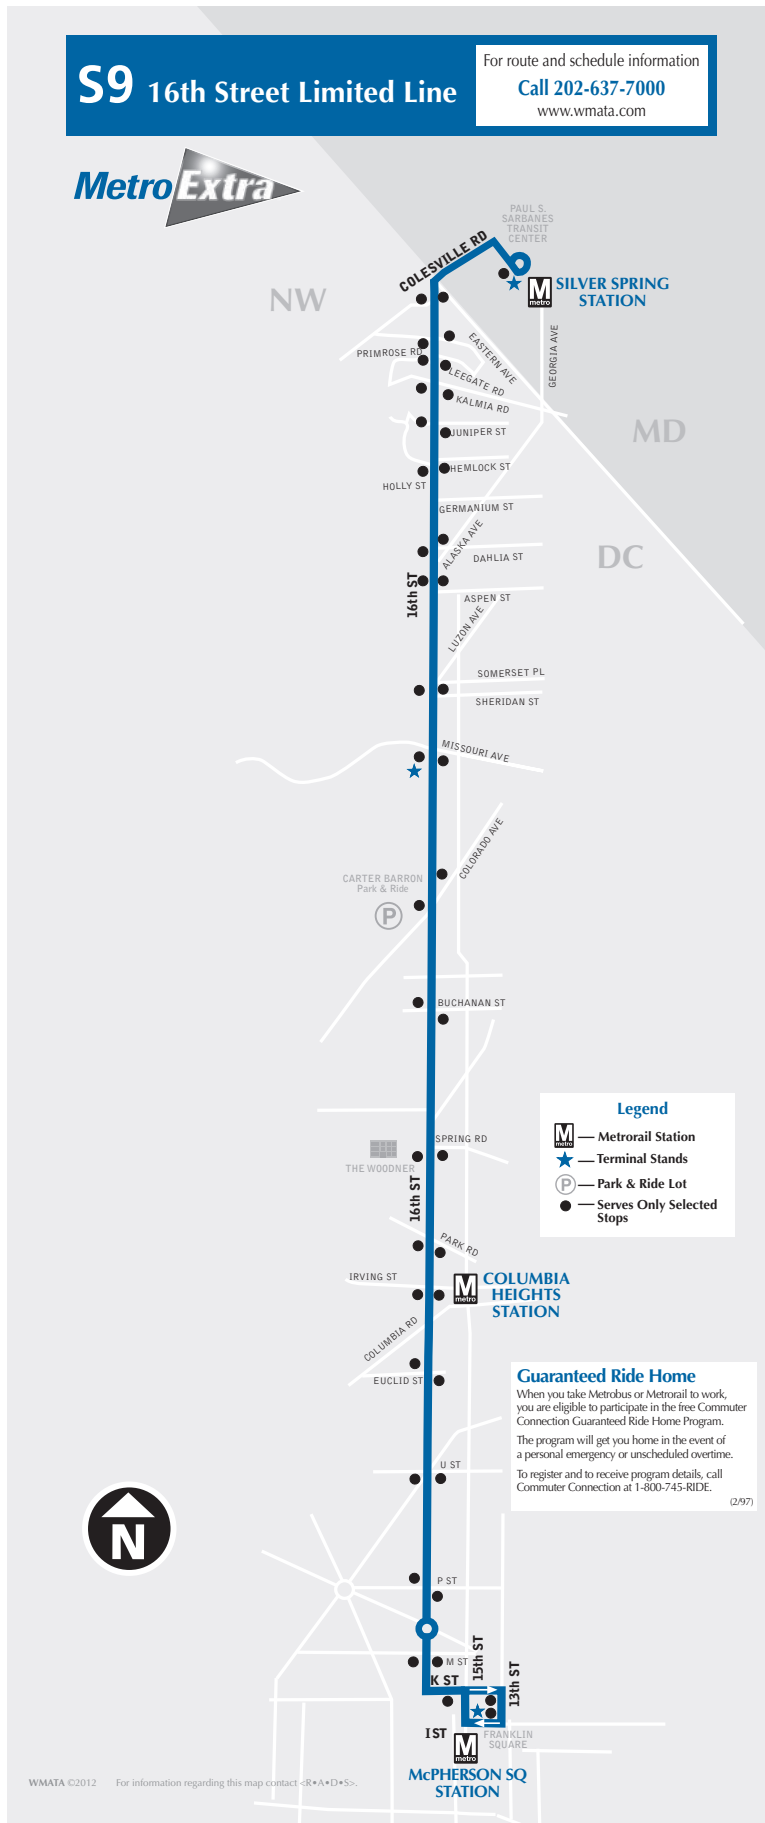 S9 16th Street Limited Line
For route and schedule information
Call 202-637-7000
www.wmata.com
MetroExtra
PAUL S.
SARBANES
TRANSIT
CENTER
COLESVILLE RD
M
metro
SILVER SPRING
STATION
NW
EASTERN AVE
GEORGIA AVE
PRIMROSE RD
LEEGATE RD
KALMIA RD
MD
JUNIPER ST
HEMLOCK ST
HOLLY ST
GERMANIUM ST
ALASKA AVE
DAHLIA ST
DC
16th ST
ASPEN ST
LUZON AVE
SOMERSET PL
SHERIDAN ST
MISSOURI AVE
COLORADO AVE
CARTER BARRON
Park & Ride
P
BUCHANAN ST
Legend
M
metro
— Metrorail Station
— Terminal Stands
P
— Park & Ride Lot
— Serves Only Selected
Stops
SPRING RD
THE WOODNER
16th ST
PARK RD
IRVING ST
M
metro
COLUMBIA
HEIGHTS
STATION
COLUMBIA RD
EUCLID ST
Guaranteed Ride Home
When you take Metrobus or Metrorail to work,
you are eligible to participate in the free Commuter
Connection Guaranteed Ride Home Program.
The program will get you home in the event of
a personal emergency or unscheduled overtime.
To register and to receive program details, call
Commuter Connection at 1-800-745-RIDE.
(2/97)
U ST
N
P ST
M ST
15th ST
13th ST
K ST
I ST
FRANKLIN
SQUARE
M
metro
McPHERSON SQ
STATION
WMATA ©2012 For information regarding this map contact <R•A•D•S>.